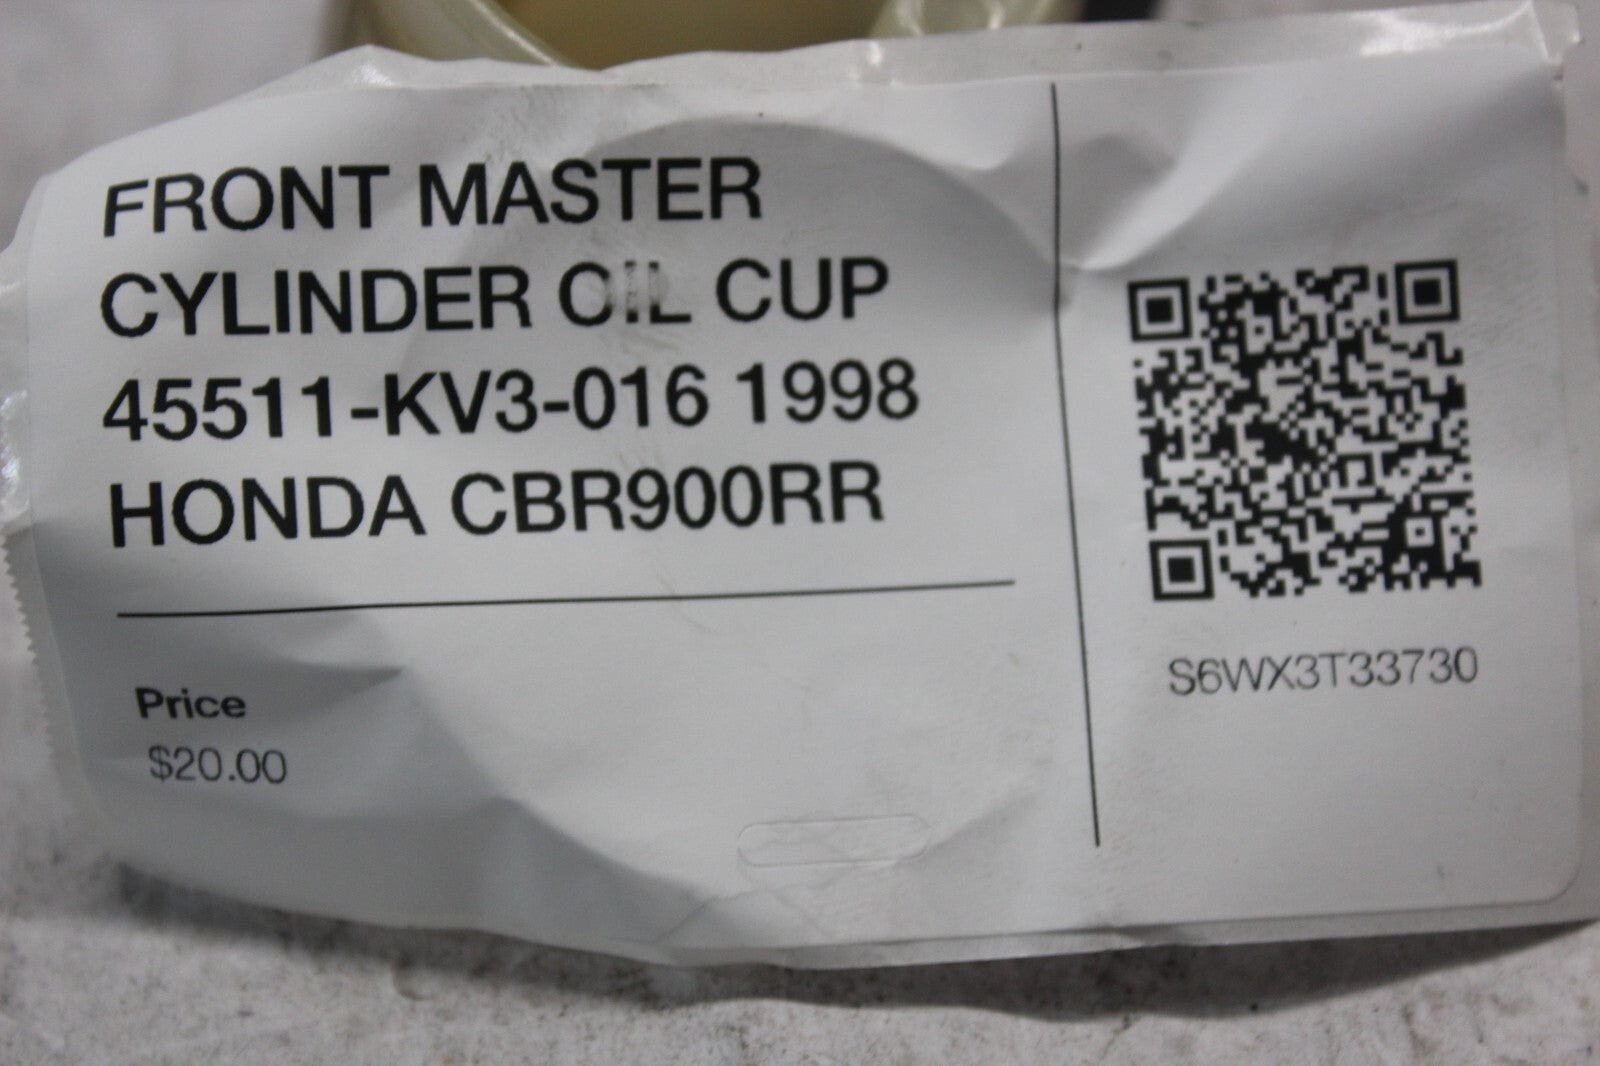 FRONT MASTER
CYLINDER OIL CUP
45511-KV3-016 1998
HONDA CBR900RR
Price
$20.00
S6WX3T33730